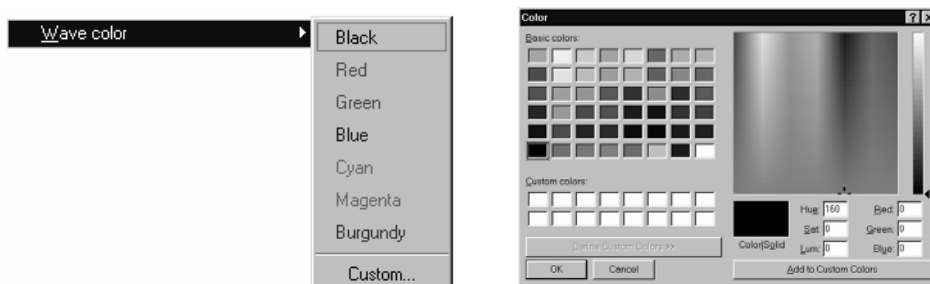 Wave color
Black
Red
Green
Blue
Cyan
Magenta
Burgundy
Custom...
Color
Basic colors:
Custom colors:
Define Custom Colors >>
OK Cancel
Color|Solid
Hue: 160 Red: 0
Sat: 0 Green: 0
Lum: 0 Blue: 0
Add to Custom Colors